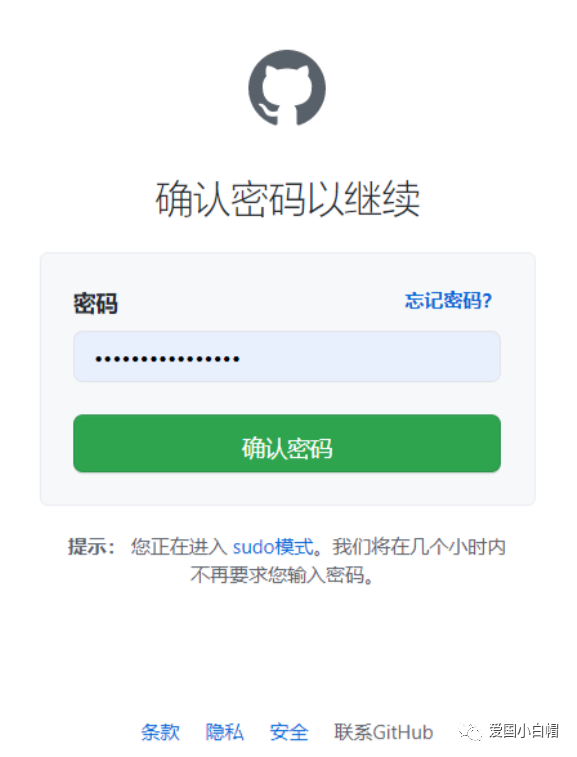 确认密码以继续
密码 忘记密码?
••••••••••••••••
确认密码
提示： 您正在进入 sudo模式。我们将在几个小时内
不再要求您输入密码。
条款 隐私 安全 联系GitHub 爱国小白帽